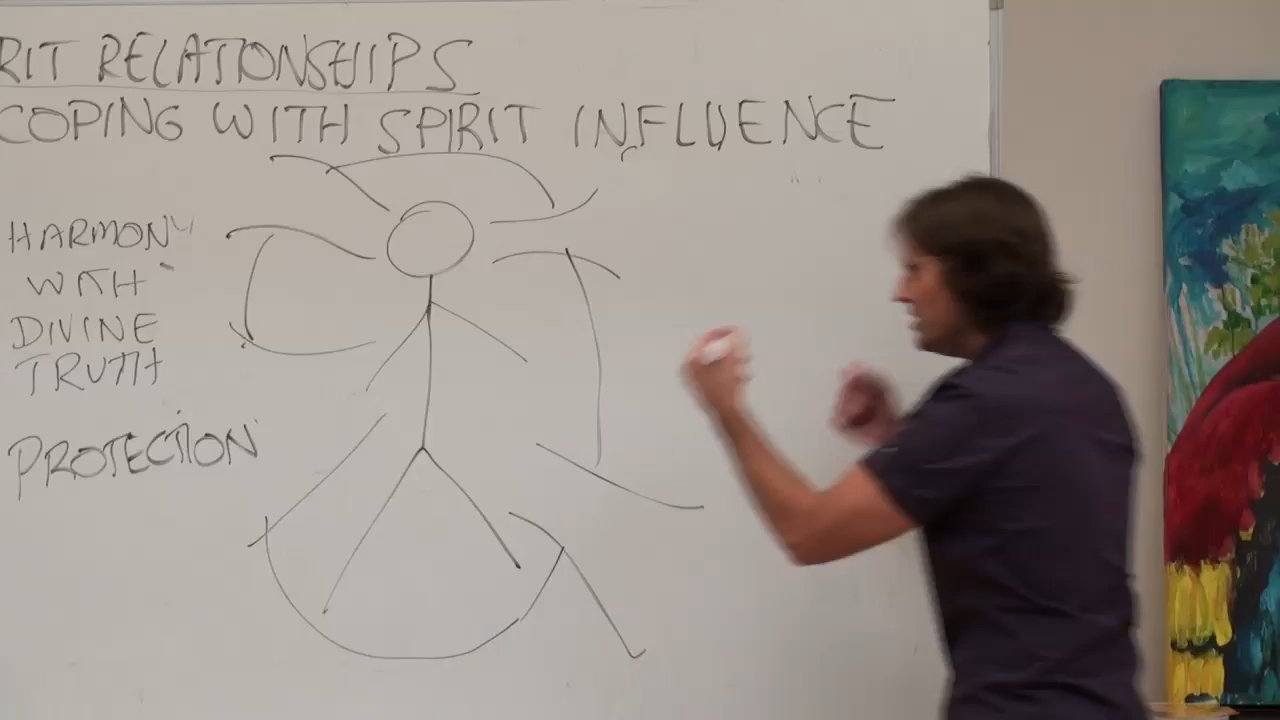 RIT RELATIONSHIPS
COPING WITH SPIRIT INFLUENCE
HARMONY
WITH
DIVINE
TRUTH
PROTECTION